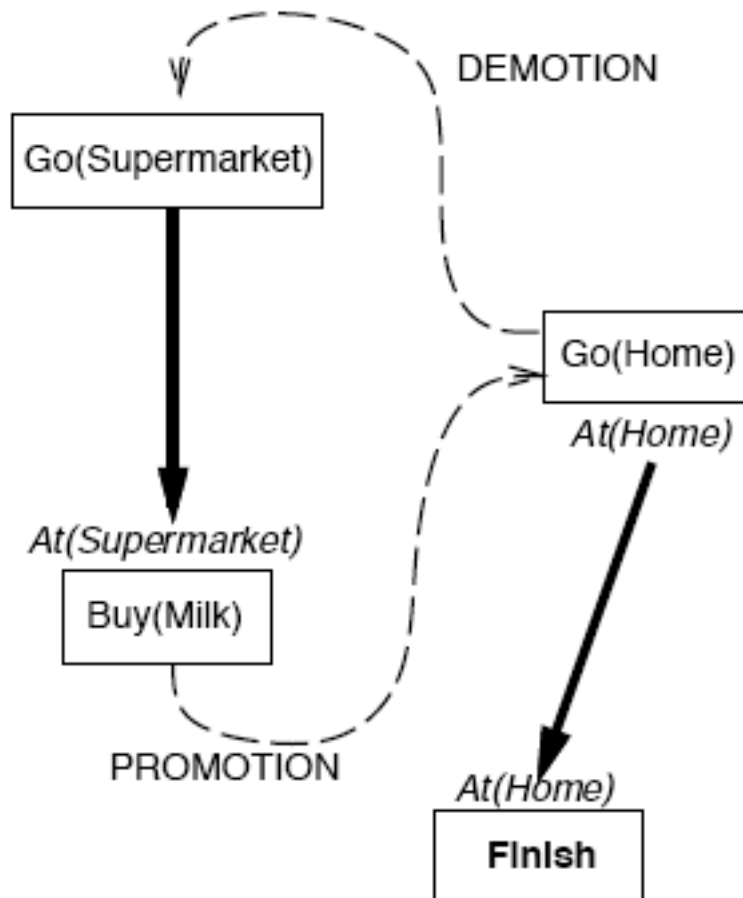 DEMOTION
Go(Supermarket)
Go(Home)
At(Home)
At(Supermarket)
Buy(Milk)
PROMOTION
At(Home)
Finish